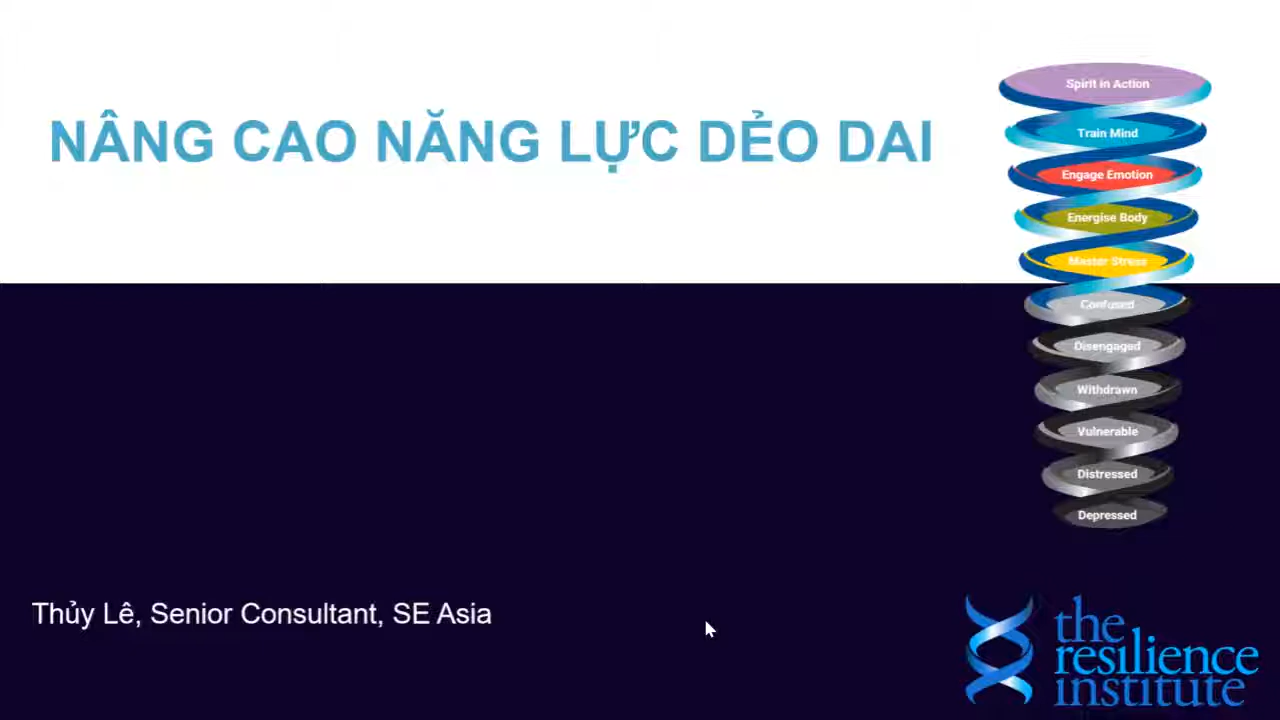 NÂNG CAO NĂNG LỰC DẺO DAI
Spirit in Action
Train Mind
Engage Emotion
Energise Body
Master Stress
Confused
Disengaged
Withdrawn
Vulnerable
Distressed
Depressed
Thủy Lê, Senior Consultant, SE Asia
the
resilience
institute